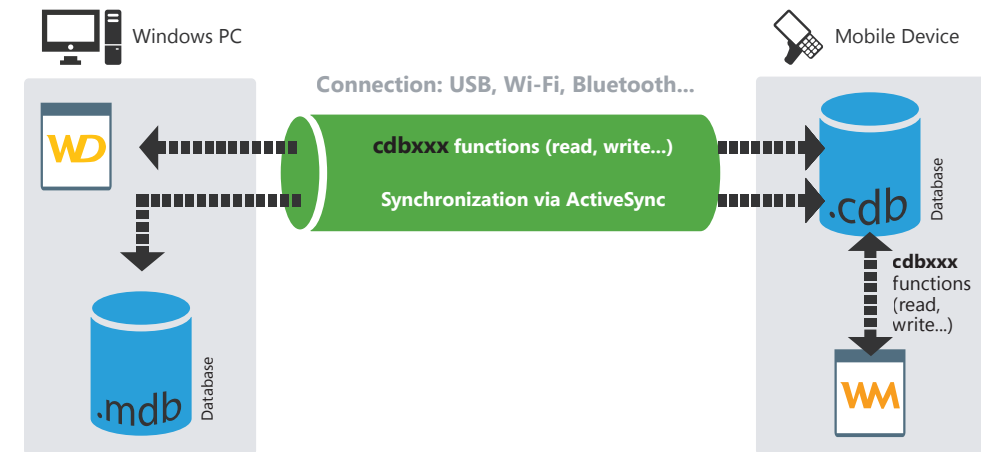 Windows PC
Mobile Device
Connection: USB, Wi-Fi, Bluetooth...
WD
cdbxxx functions (read, write...)
Synchronization via ActiveSync
.cdb
Database
cdbxxx
functions
(read,
write...)
.mdb
Database
WM